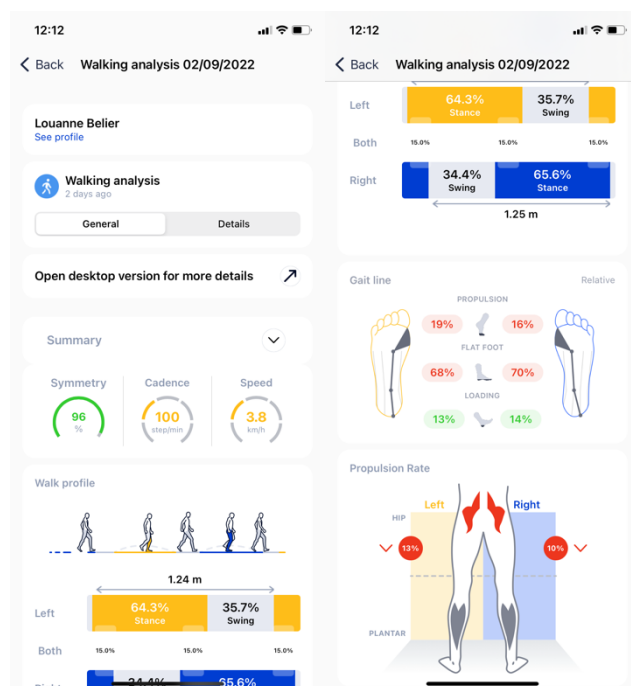 12:12
Back Walking analysis 02/09/2022
Louanne Belier
See profile
Walking analysis
2 days ago
General Details
Open desktop version for more details
Summary
Symmetry Cadence Speed
96 100 3.8
% step/min km/h
Walk profile
1.24 m
Left 64.3% 35.7%
Stance Swing
Both 15.0% 15.0% 15.0%
34.4% 65.6%
12:12
Back Walking analysis 02/09/2022
Left 64.3% 35.7%
Stance Swing
Both 15.0% 15.0% 15.0%
Right 34.4% 65.6%
Swing Stance
1.25 m
Gait line Relative
PROPULSION
19% 16%
FLAT FOOT
68% 70%
LOADING
13% 14%
Propulsion Rate
Left Right
HIP
13% 10%
PLANTAR